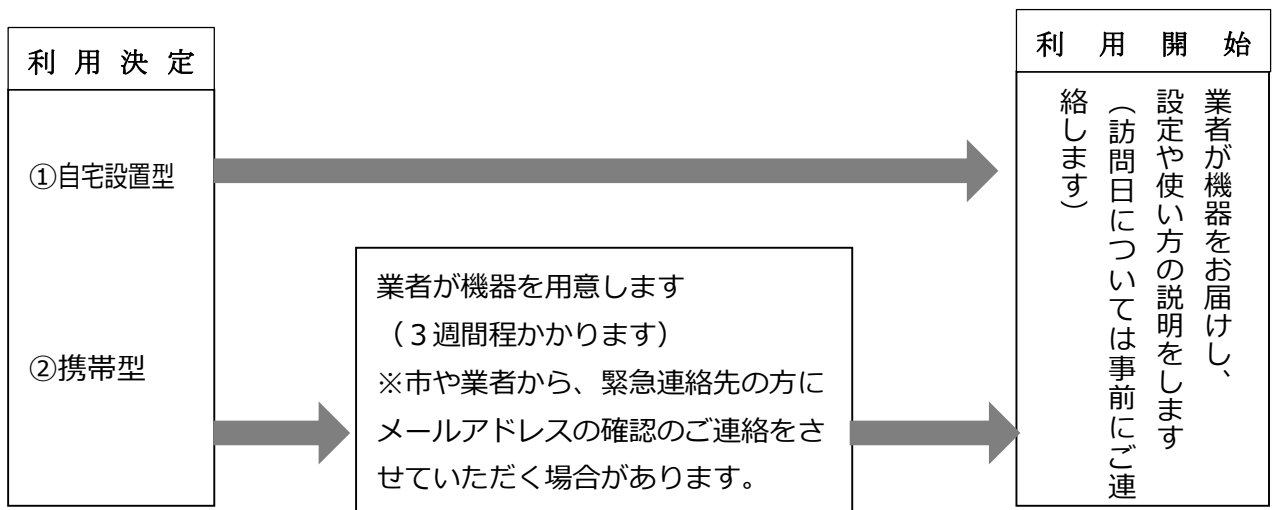 利用決定
①自宅設置型
②携帯型
業者が機器を用意します
（３週間程かかります）
※市や業者から、緊急連絡先の方に
メールアドレスの確認のご連絡をさ
せていただく場合があります。
利用開始
業者が機器をお届けし、
設定や使い方の説明をします
（訪問日については事前にご連
絡します）